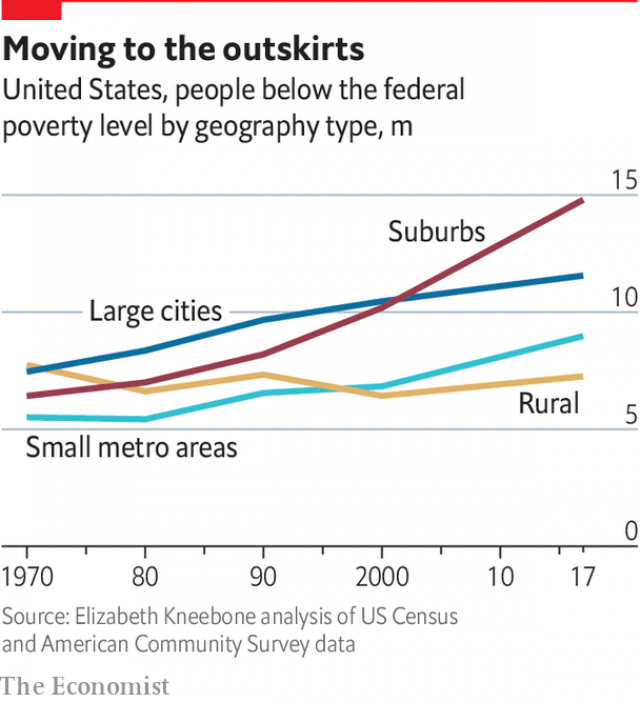 Moving to the outskirts
United States, people below the federal
poverty level by geography type, m
15
Suburbs
10
Large cities
Rural
5
Small metro areas
0
1970 80 90 2000 10 17
Source: Elizabeth Kneebone analysis of US Census
and American Community Survey data
The Economist